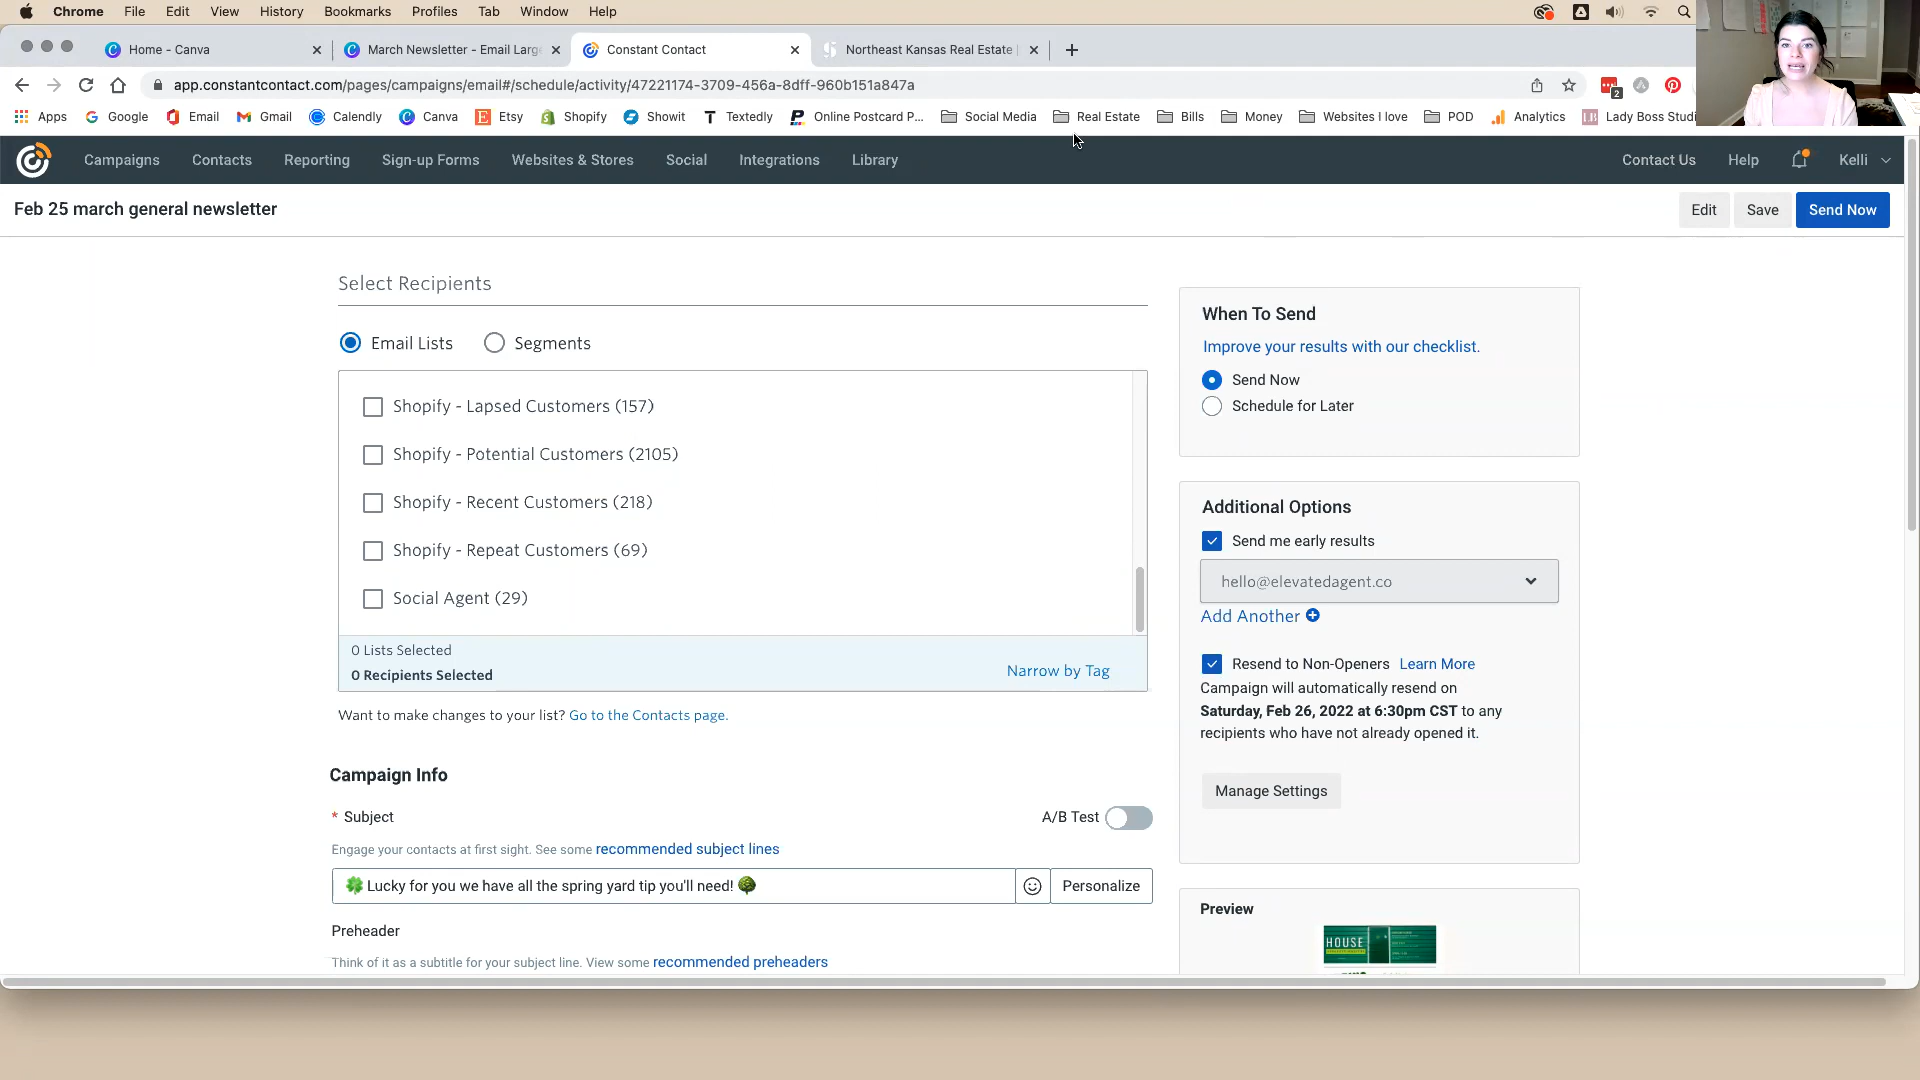 Chrome File Edit View History Bookmarks Profiles Tab Window Help
Home - Canva
March Newsletter - Email Larg
Constant Contact
Northeast Kansas Real Estate |
app.constantcontact.com/pages/campaigns/email#/schedule/activity/47221174-3709-456a-8dff-960b151a847a
2
Apps Google Email Gmail Calendly Canva Etsy Shopify Showit Textedly Online Postcard P... Social Media Real Estate Bills Money Websites I love POD Analytics Lady Boss Studi
Campaigns Contacts Reporting Sign-up Forms Websites & Stores Social Integrations Library Contact Us Help Kelli
Feb 25 march general newsletter
Edit Save Send Now
Select Recipients
Email Lists Segments
Shopify - Lapsed Customers (157)
Shopify - Potential Customers (2105)
Shopify - Recent Customers (218)
Shopify - Repeat Customers (69)
Social Agent (29)
0 Lists Selected
0 Recipients Selected
Narrow by Tag
Want to make changes to your list? Go to the Contacts page.
Campaign Info
* Subject
A/B Test
Engage your contacts at first sight. See some recommended subject lines
🍀 Lucky for you we have all the spring yard tip you'll need! 🌳
Personalize
Preheader
Think of it as a subtitle for your subject line. View some recommended preheaders
When To Send
Improve your results with our checklist.
Send Now
Schedule for Later
Additional Options
Send me early results
hello@elevatedagent.co
Add Another
Resend to Non-Openers Learn More
Campaign will automatically resend on
Saturday, Feb 26, 2022 at 6:30pm CST to any
recipients who have not already opened it.
Manage Settings
Preview
HOUSE